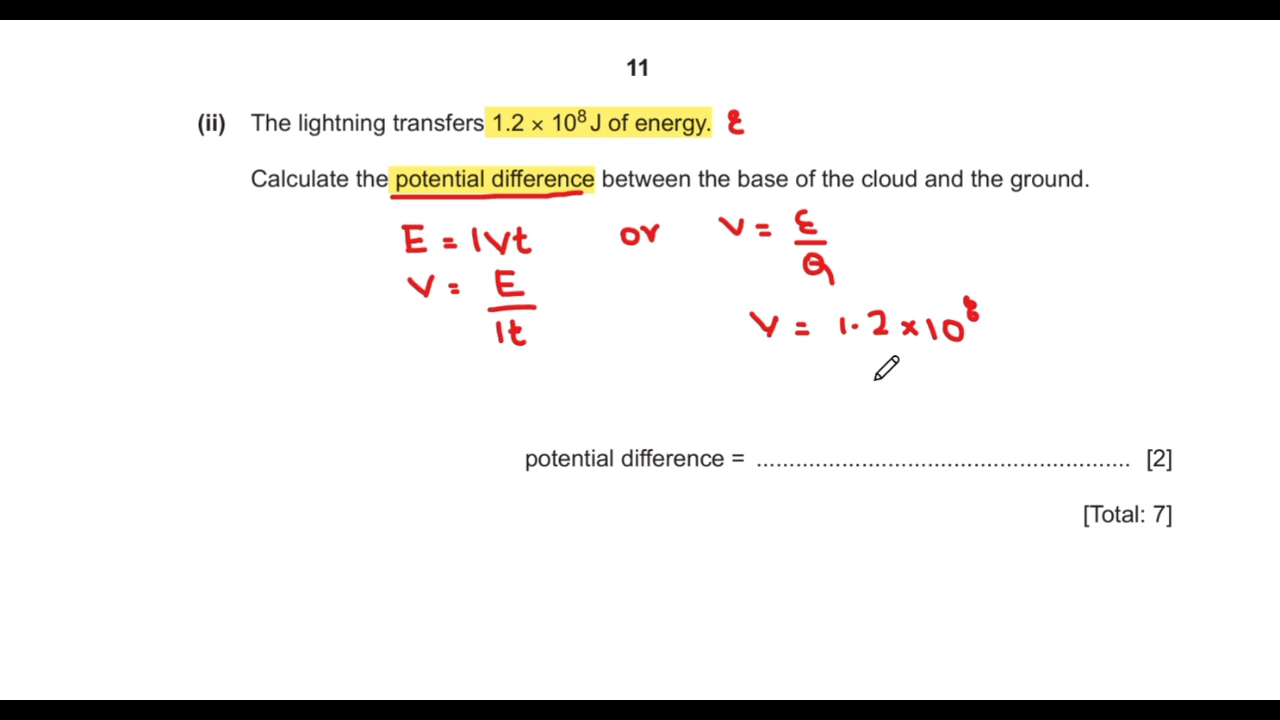 11
(ii) The lightning transfers 1.2 × 10⁸ J of energy. E
Calculate the potential difference between the base of the cloud and the ground.
E = IVt or V = E/Q
V = E/It
V = 1.2 × 10⁸
potential difference = ........................................................ [2]
[Total: 7]